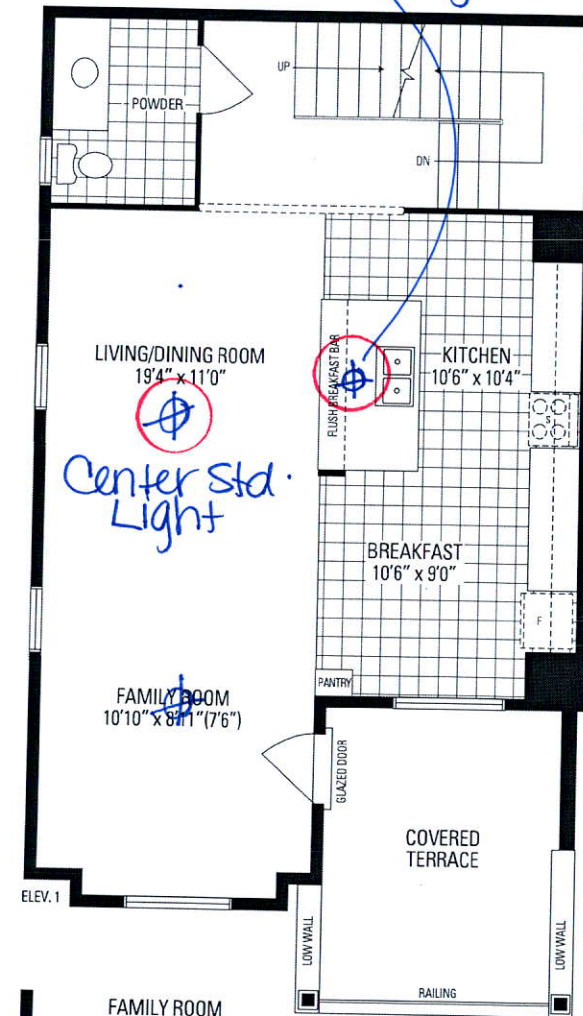 UP
POWDER
DN
LIVING/DINING ROOM
19'4" x 11'0"
FLUSH BREAKFAST BAR
KITCHEN
10'6" x 10'4"
S
Center Std.
Light
BREAKFAST
10'6" x 9'0"
F
PANTRY
FAMILY ROOM
10'10" x 8'11"(7'6")
GLAZED DOOR
COVERED
TERRACE
ELEV. 1
LOW WALL
LOW WALL
RAILING
FAMILY ROOM